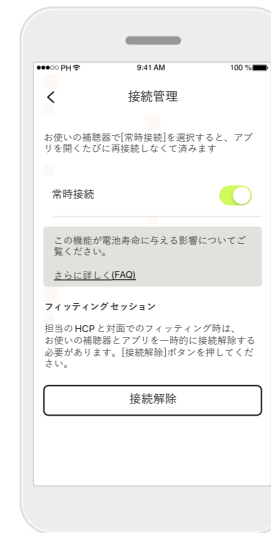 ●●●○○ PH 9:41 AM 100 %
接続管理
お使いの補聴器で[常時接続]を選択すると、アプ
リを開くたびに再接続しなくて済みます
常時接続
この機能が電池寿命に与える影響についてご
覧ください。
さらに詳しく(FAQ)
フィッティングセッション
担当のHCPと対面でのフィッティング時は、
お使いの補聴器とアプリを一時的に接続解除する
必要があります。[接続解除]ボタンを押してくだ
さい。
接続解除